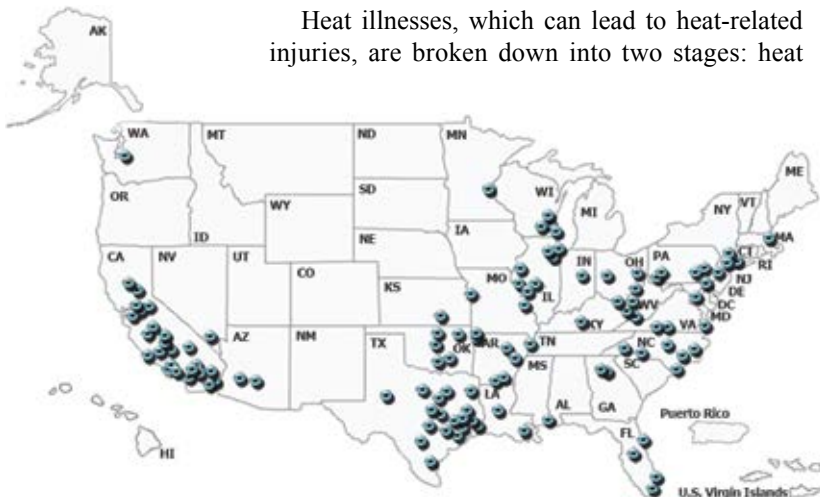 Heat illnesses, which can lead to heat-related
injuries, are broken down into two stages: heat
AK
WA
MT
ND
MN
ME
OR
SD
WI
NY
VT
WY
MI
MA
ID
IA
CT
RI
CA
NV
UT
NE
IN
OH
PA
NJ
CO
MO
IL
DE
KS
WV
DC
MD
KY
VA
AZ
NM
TX
OK
AR
TN
NC
MS
SC
LA
AL
GA
Puerto Rico
FL
HI
U.S. Virgin Islands